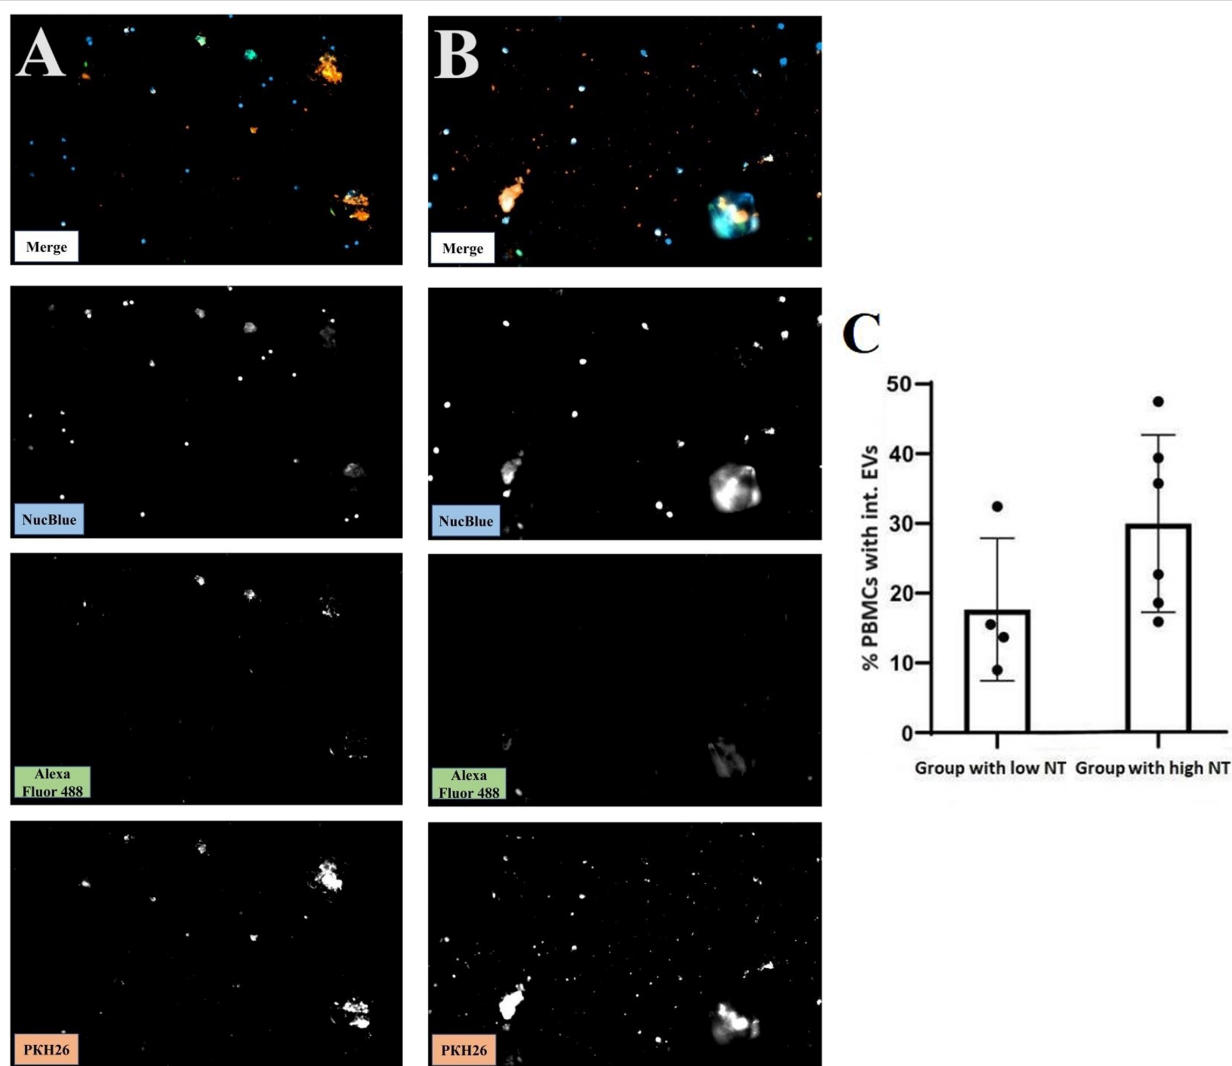 A
Merge
NucBlue
Alexa
Fluor 488
PKH26
B
Merge
NucBlue
Alexa
Fluor 488
PKH26
C
% PBMCs with int. EVs
50
40
30
20
10
0
Group with low NT
Group with high NT